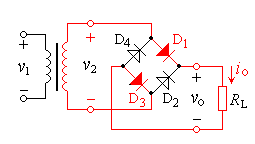 +
D4
D1
+
+
iO
v1
v2
vO
RL
−
−
D3
D2
−